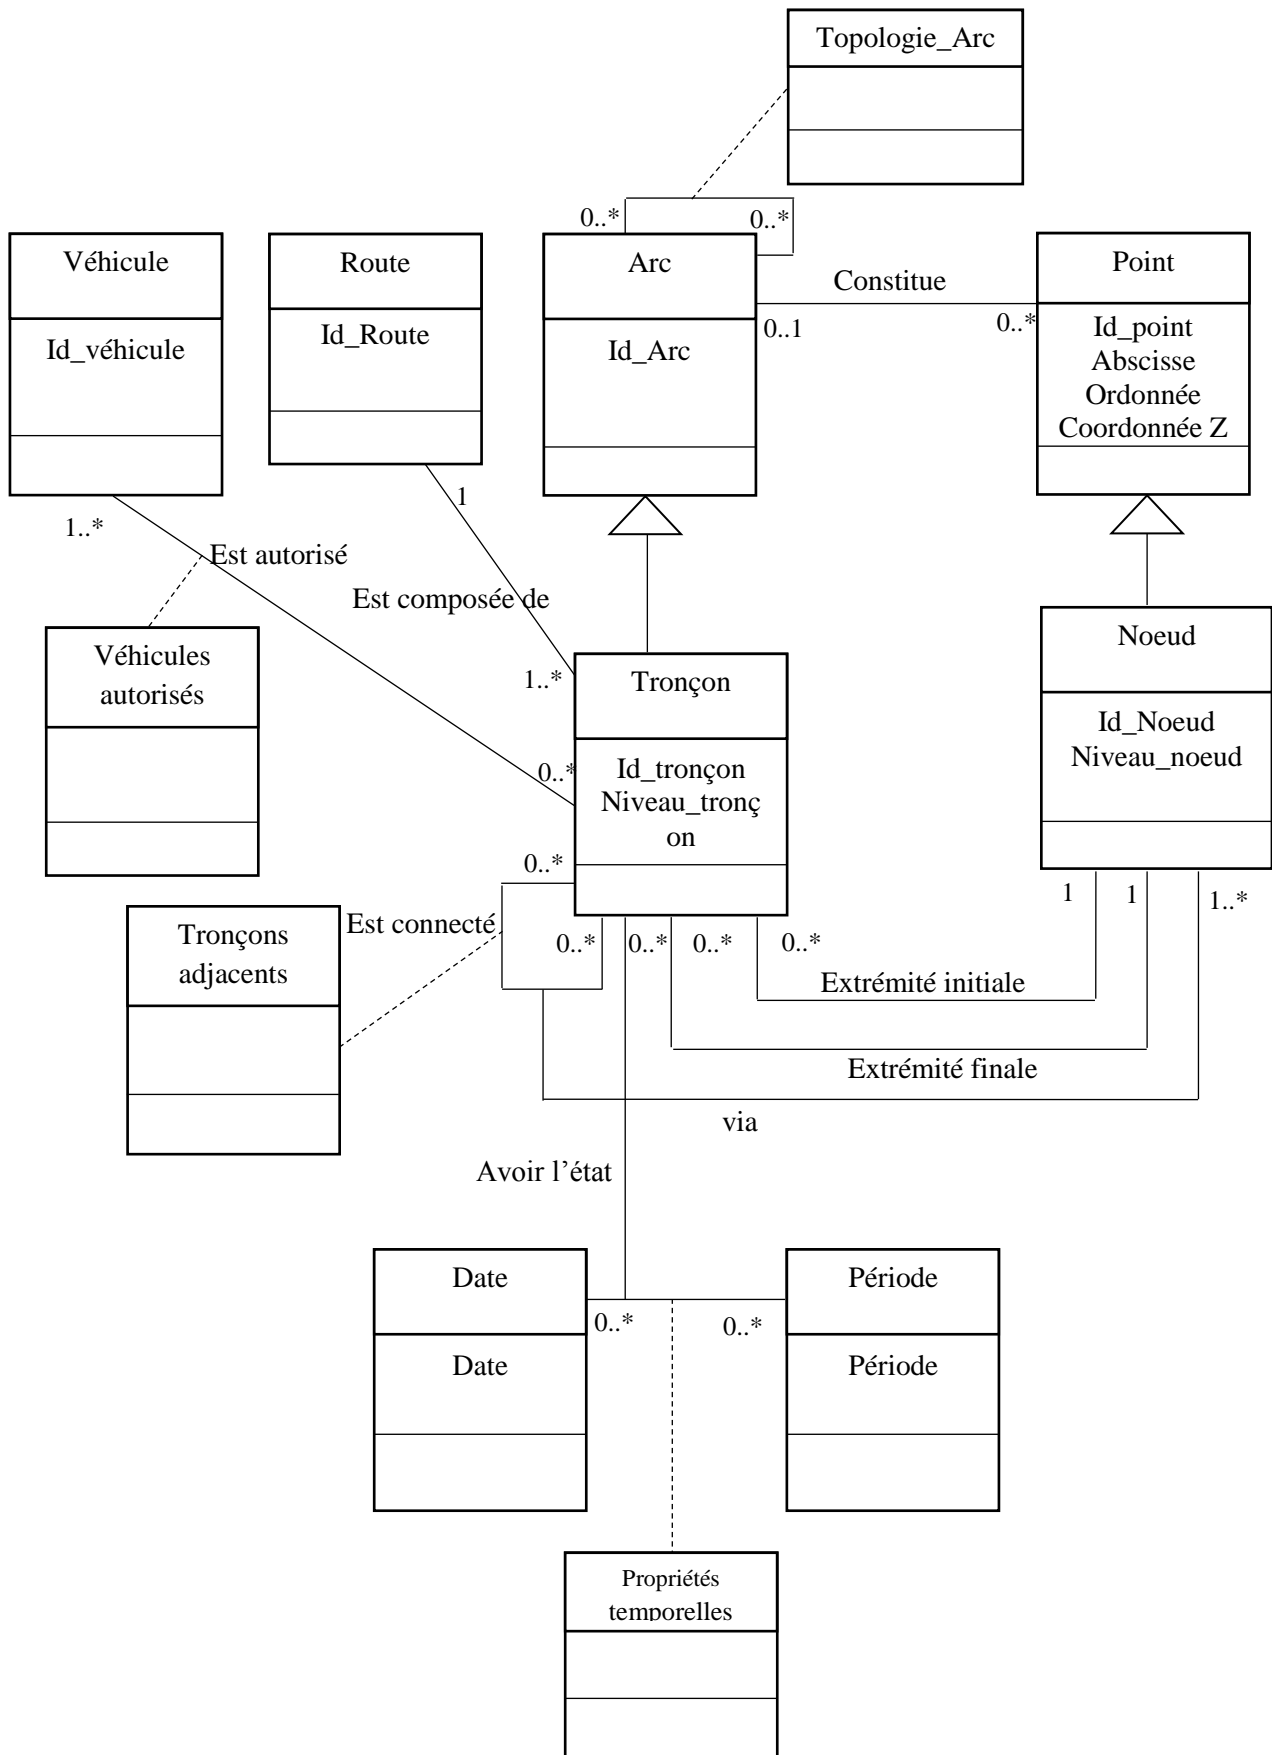 Topologie_Arc
0..*
0..*
Véhicule
Route
Arc
Point
Constitue
0..1
0..*
Id_véhicule
Id_Route
Id_Arc
Id_point
Abscisse
Ordonnée
Coordonnée Z
1..*
1
Est autorisé
Est composée de
Véhicules
autorisés
1..*
Tronçon
Noeud
0..*
Id_tronçon
Niveau_tronç
on
Id_Noeud
Niveau_noeud
0..*
1
1
1..*
Est connecté
Tronçons
adjacents
0..*
0..*
0..*
0..*
Extrémité initiale
Extrémité finale
via
Avoir l’état
Date
Période
0..*
0..*
Date
Période
Propriétés
temporelles